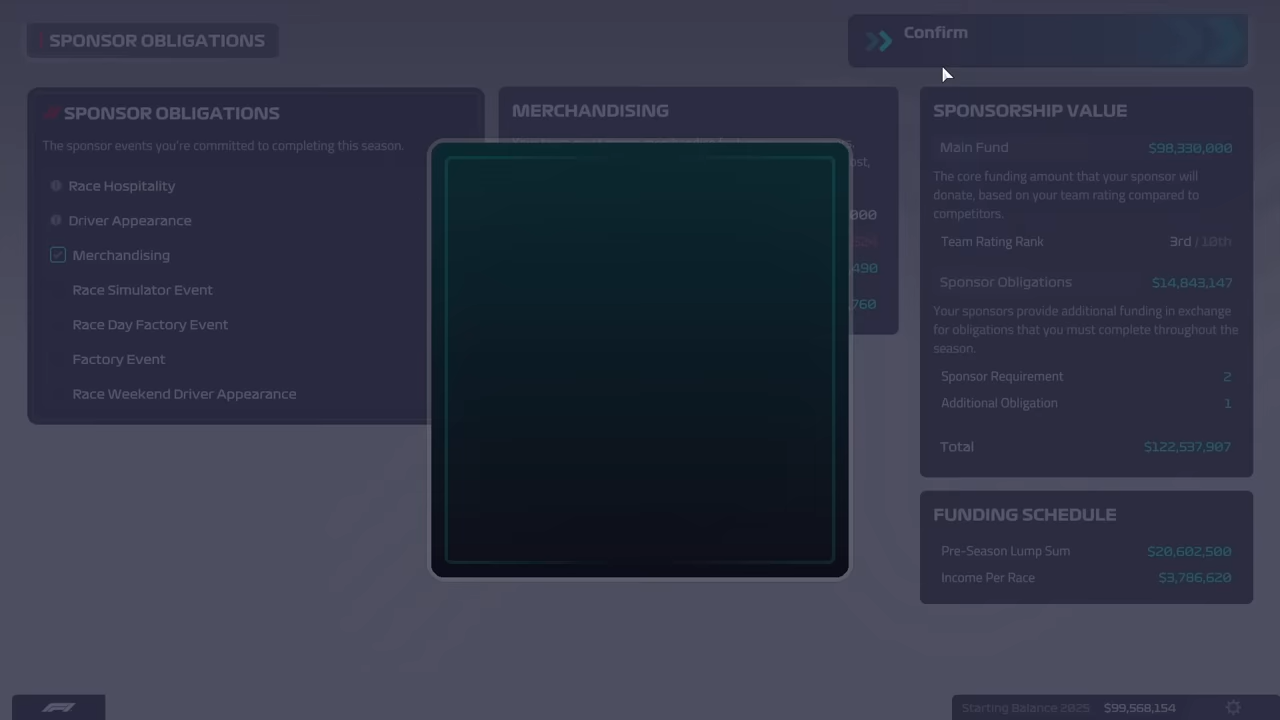 SPONSOR OBLIGATIONS
Confirm
SPONSOR OBLIGATIONS
The sponsor events you're committed to completing this season.
Race Hospitality
Driver Appearance
Merchandising
Race Simulator Event
Race Day Factory Event
Factory Event
Race Weekend Driver Appearance
MERCHANDISING
000
490
760
SPONSORSHIP VALUE
Main Fund $98,330,000
The core funding amount that your sponsor will
donate, based on your team rating compared to
competitors.
Team Rating Rank 3rd / 10th
Sponsor Obligations $14,843,147
Your sponsors provide additional funding in exchange
for obligations that you must complete throughout the
season.
Sponsor Requirement 2
Additional Obligation 1
Total $122,537,907
FUNDING SCHEDULE
Pre-Season Lump Sum $20,602,500
Income Per Race $3,786,620
Starting Balance 2025 $99,568,154